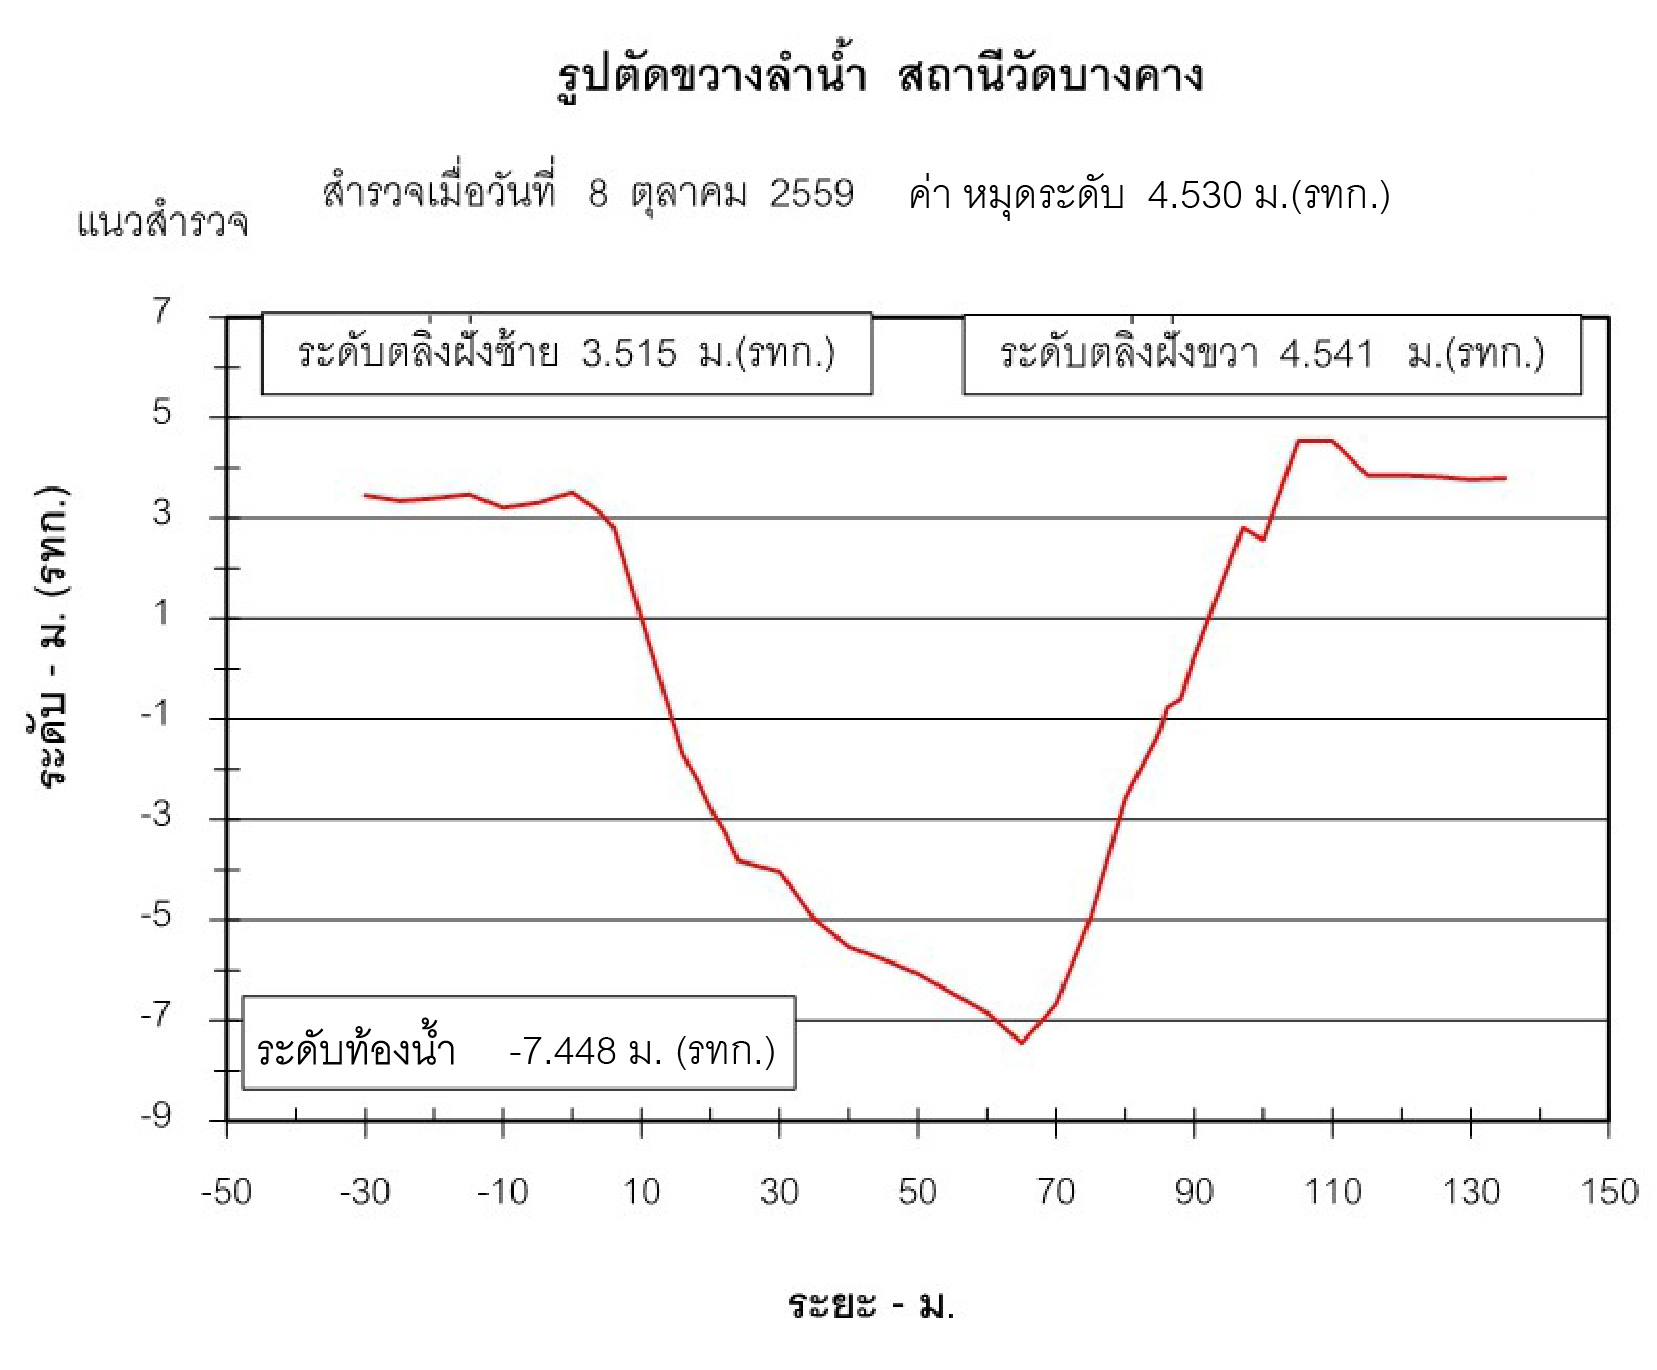 รูปตัดขวางลำน้ำ สถานีวัดบางคาง
สำรวจเมื่อวันที่ 8 ตุลาคม 2559 ค่า หมุดระดับ 4.530 ม.(รทก.)
แนวสำรวจ
ระดับตลิ่งฝั่งซ้าย 3.515 ม.(รทก.)
ระดับตลิ่งฝั่งขวา 4.541 ม.(รทก.)
7
5
3
1
-1
-3
-5
-7
-9
ระดับ - ม. (รทก.)
ระดับท้องน้ำ -7.448 ม. (รทก.)
-50 -30 -10 10 30 50 70 90 110 130 150
ระยะ - ม.